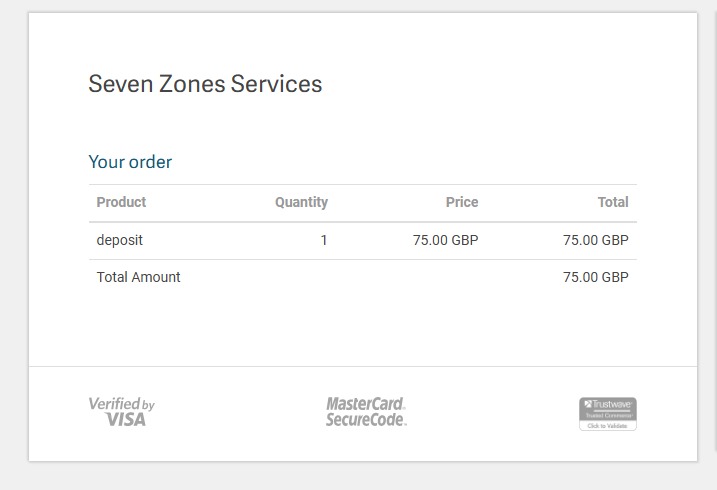 Seven Zones Services
Your order
Product Quantity Price Total
deposit 1 75.00 GBP 75.00 GBP
Total Amount 75.00 GBP
Verified by
VISA
MasterCard.
SecureCode.
Trustwave
Trusted Commerce
Click to Validate